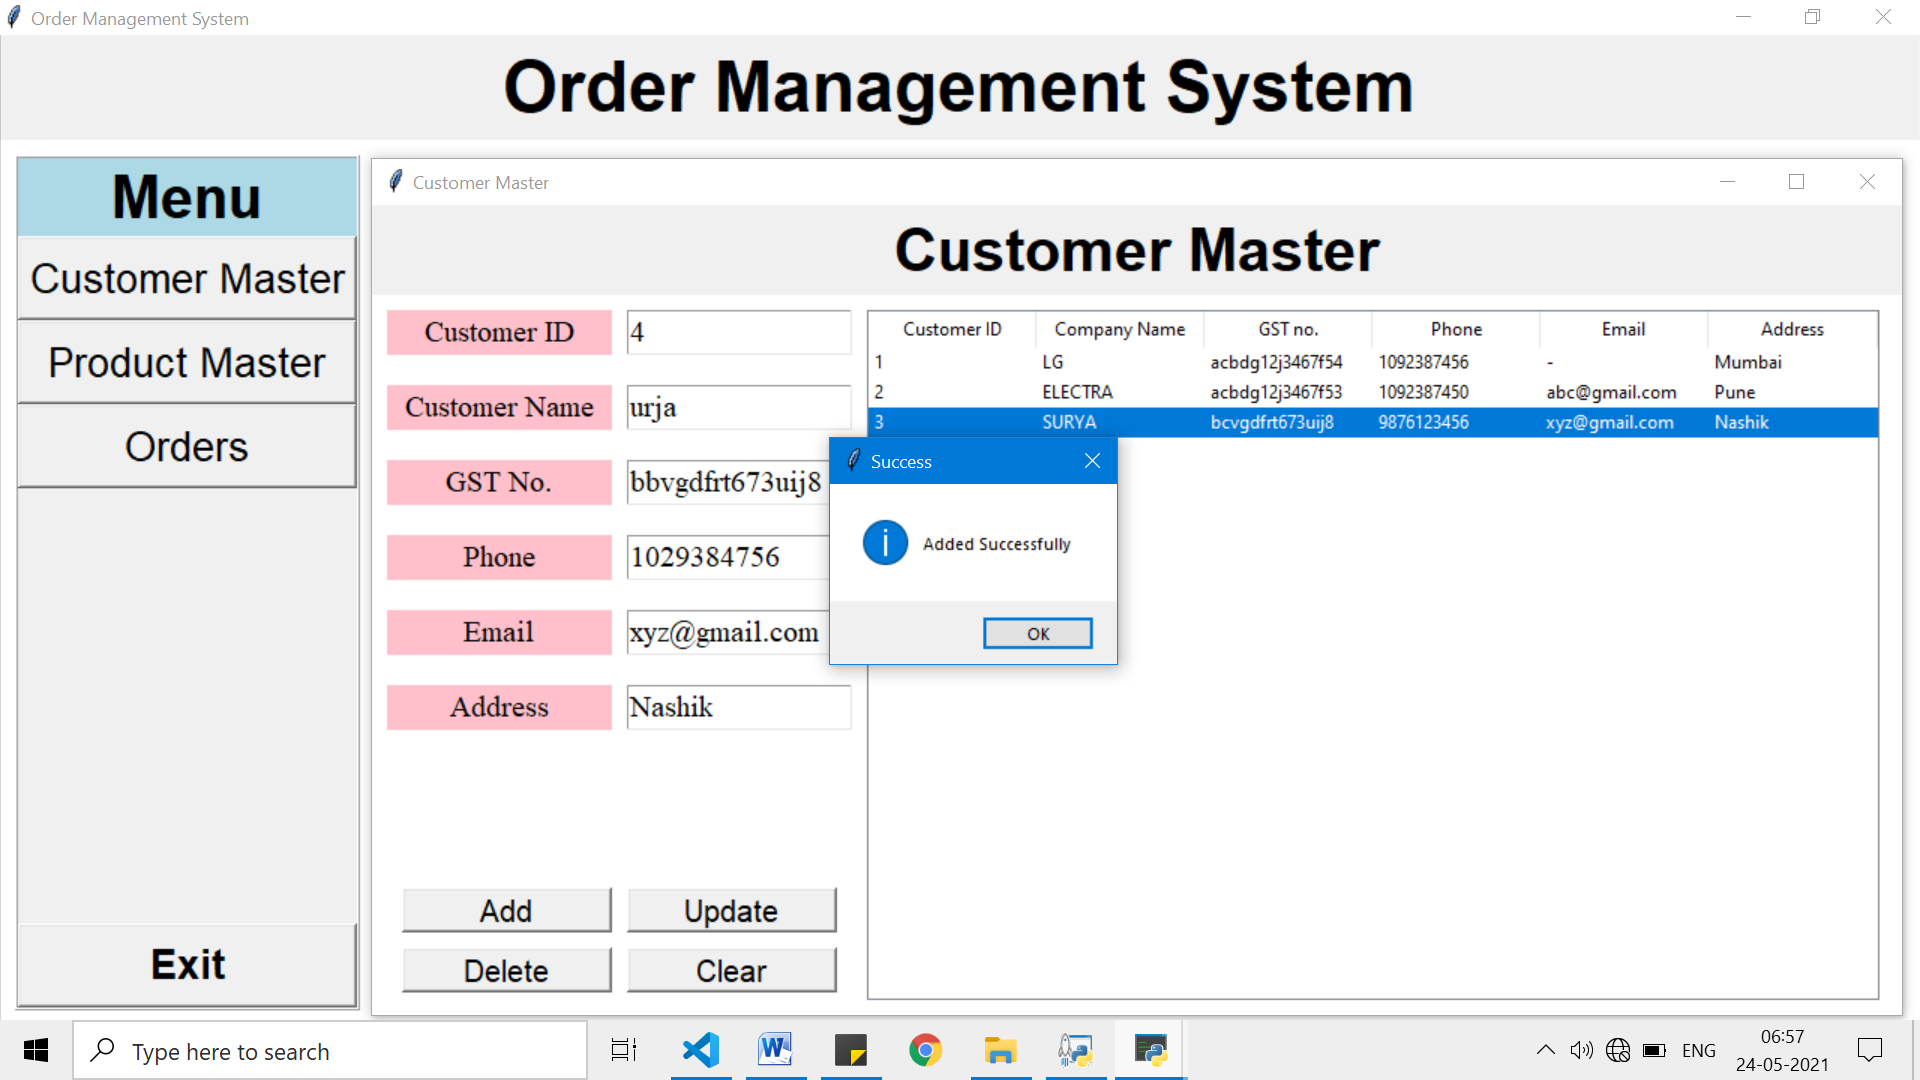 Order Management System
Order Management System
Menu
Customer Master
Product Master
Orders
Exit
Customer Master
Customer Master
Customer ID 4
Customer Name urja
GST No. bbvgdfrt673uij8
Phone 1029384756
Email xyz@gmail.com
Address Nashik
Add Update
Delete Clear
Customer ID Company Name GST no. Phone Email Address
1 LG acbdg12j3467f54 1092387456 - Mumbai
2 ELECTRA acbdg12j3467f53 1092387450 abc@gmail.com Pune
3 SURYA bcvgdfrt673uij8 9876123456 xyz@gmail.com Nashik
Success
Added Successfully
OK
Type here to search
ENG
06:57
24-05-2021